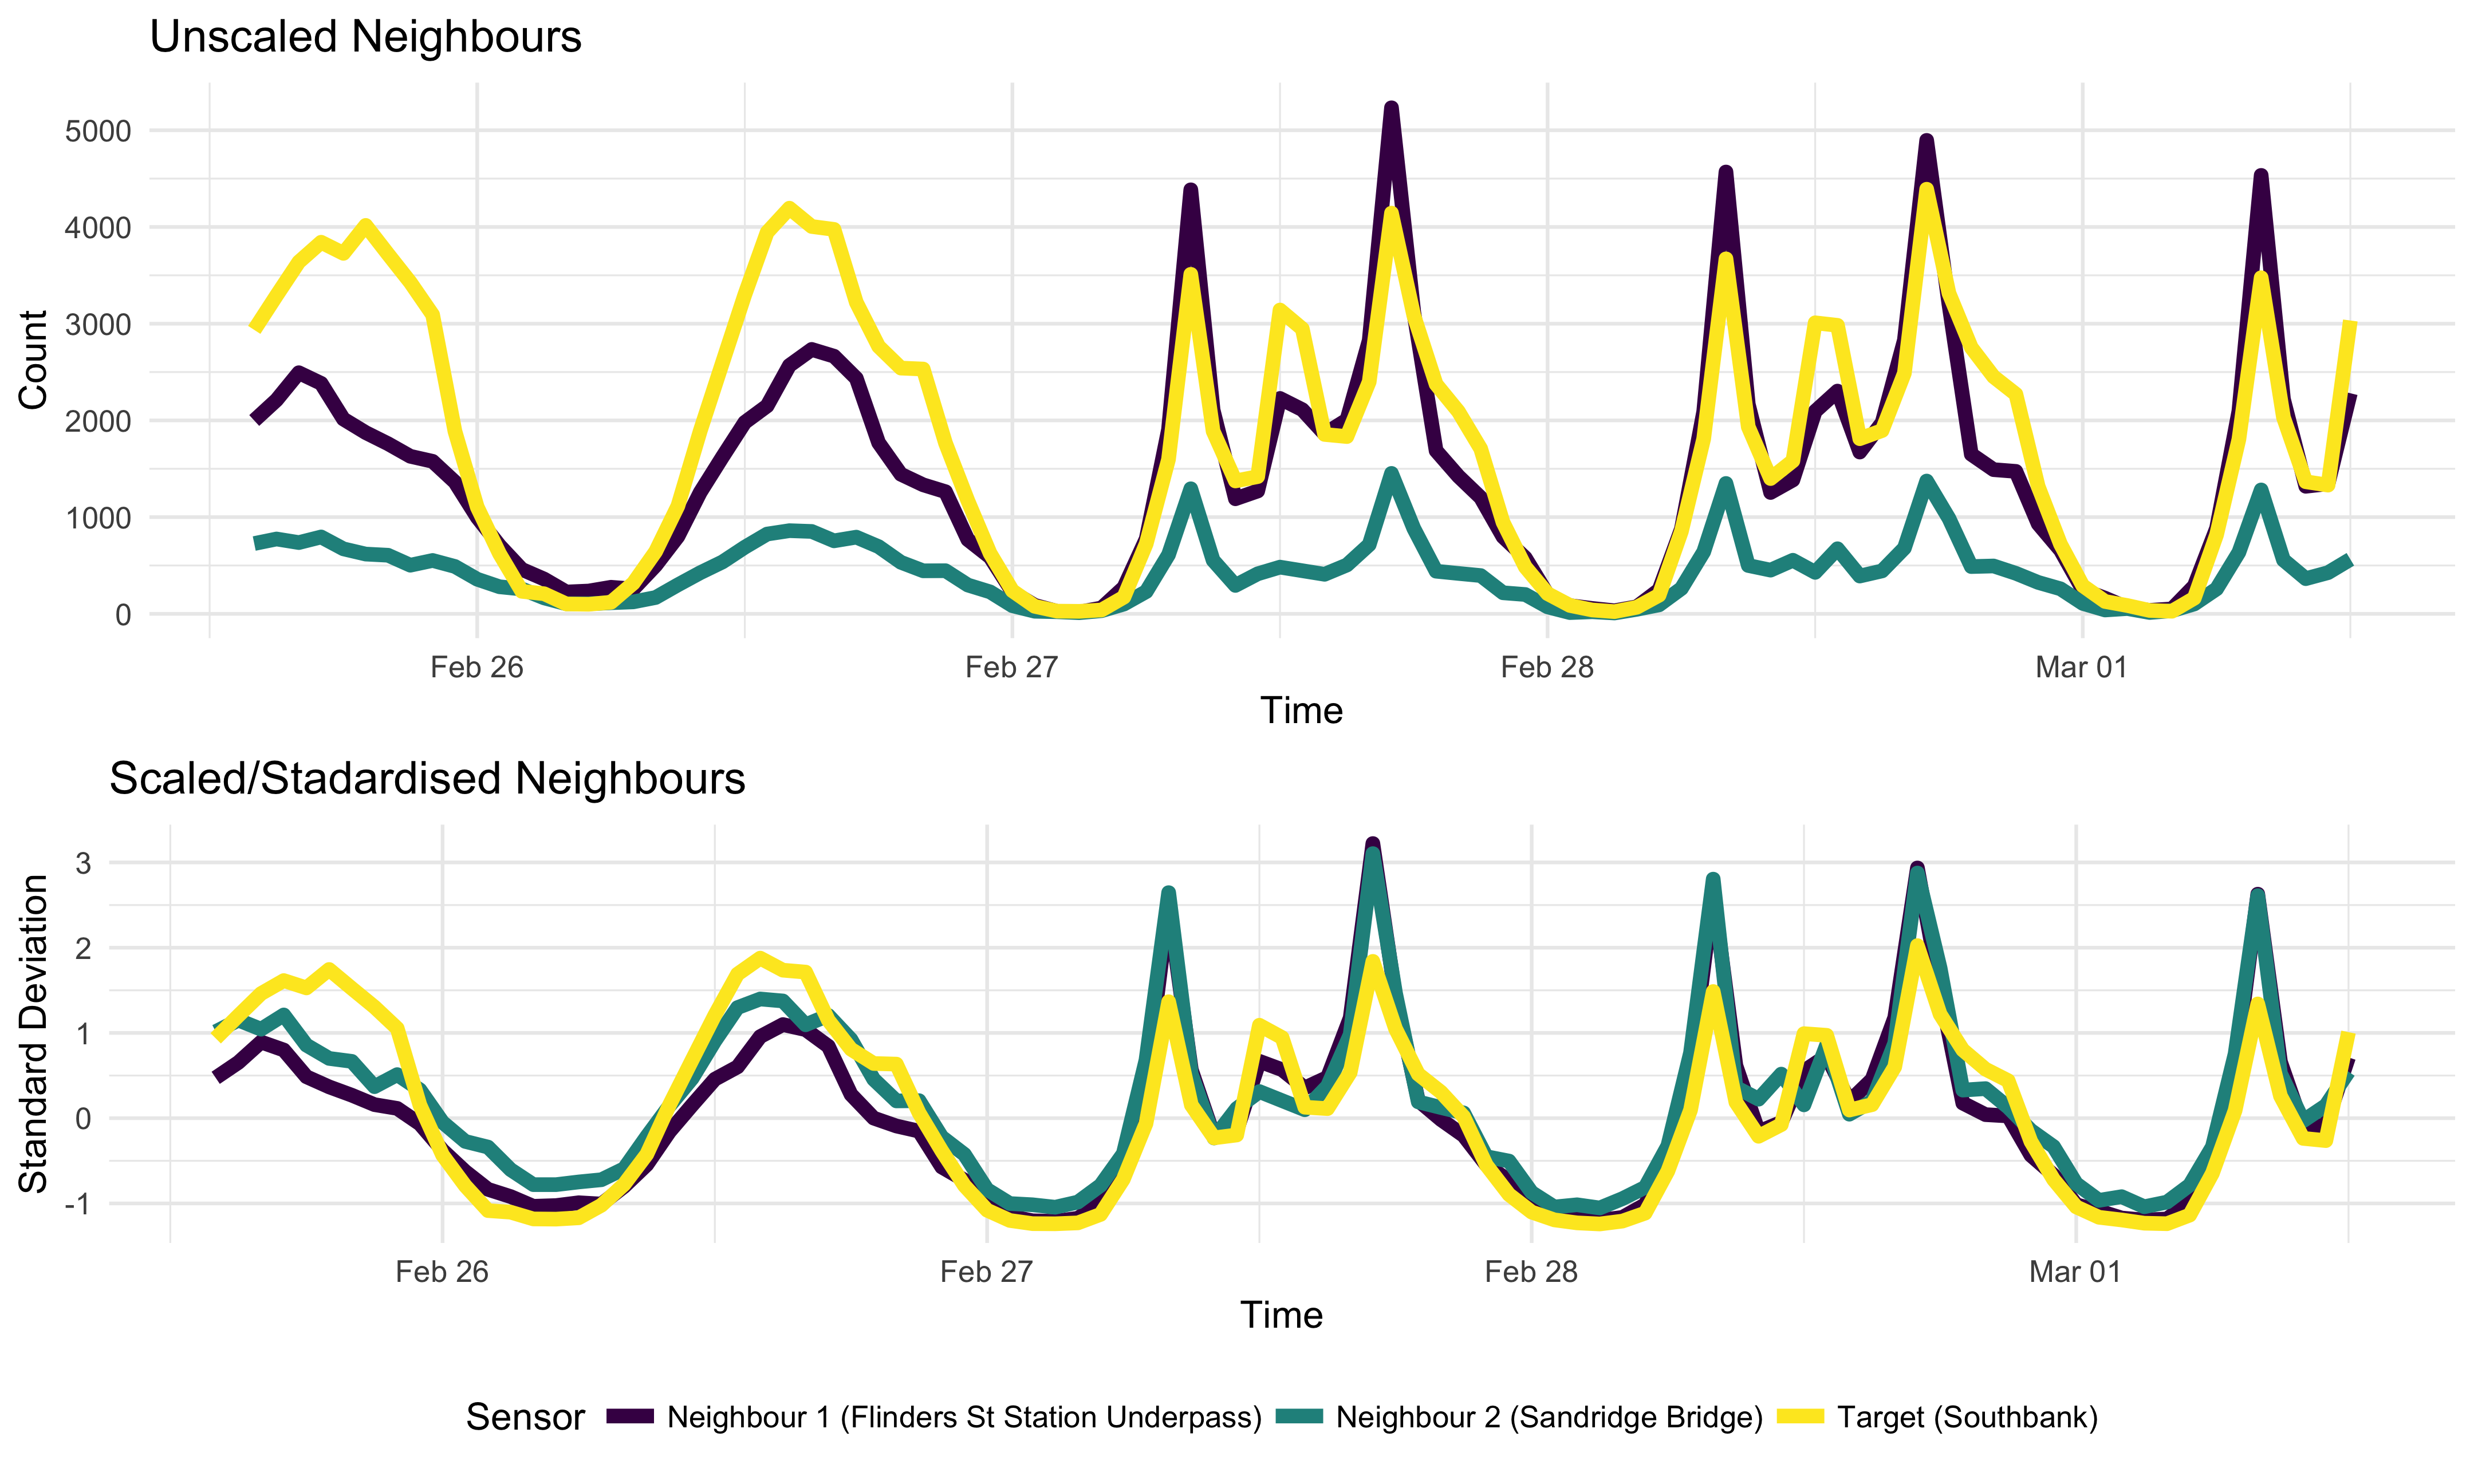 Unscaled Neighbours
5000
4000
3000
2000
1000
0
Count
Feb 26 Feb 27 Feb 28 Mar 01
Time
Scaled/Stadardised Neighbours
3
2
1
0
-1
Standard Deviation
Feb 26 Feb 27 Feb 28 Mar 01
Time
Sensor Neighbour 1 (Flinders St Station Underpass) Neighbour 2 (Sandridge Bridge) Target (Southbank)